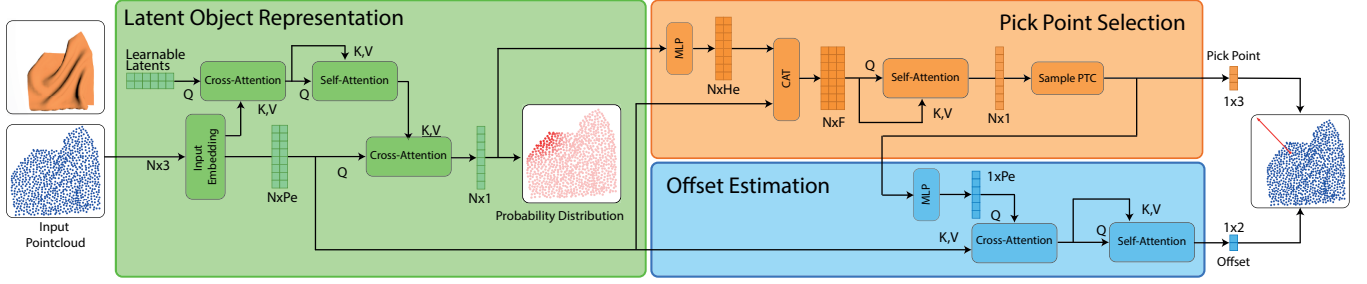 Latent Object Representation
Learnable
Latents
Q
Cross-Attention
K,V
Q
Self-Attention
K,V
Input
Pointcloud
Nx3
Input
Embedding
NxPe
Q
K,V
Cross-Attention
Nx1
Probability Distribution
Pick Point Selection
MLP
NxHe
CAT
NxF
Q
Self-Attention
K,V
Nx1
Sample PTC
Pick Point
1x3
Offset Estimation
MLP
1xPe
Q
K,V
Cross-Attention
K,V
Q
Self-Attention
1x2
Offset